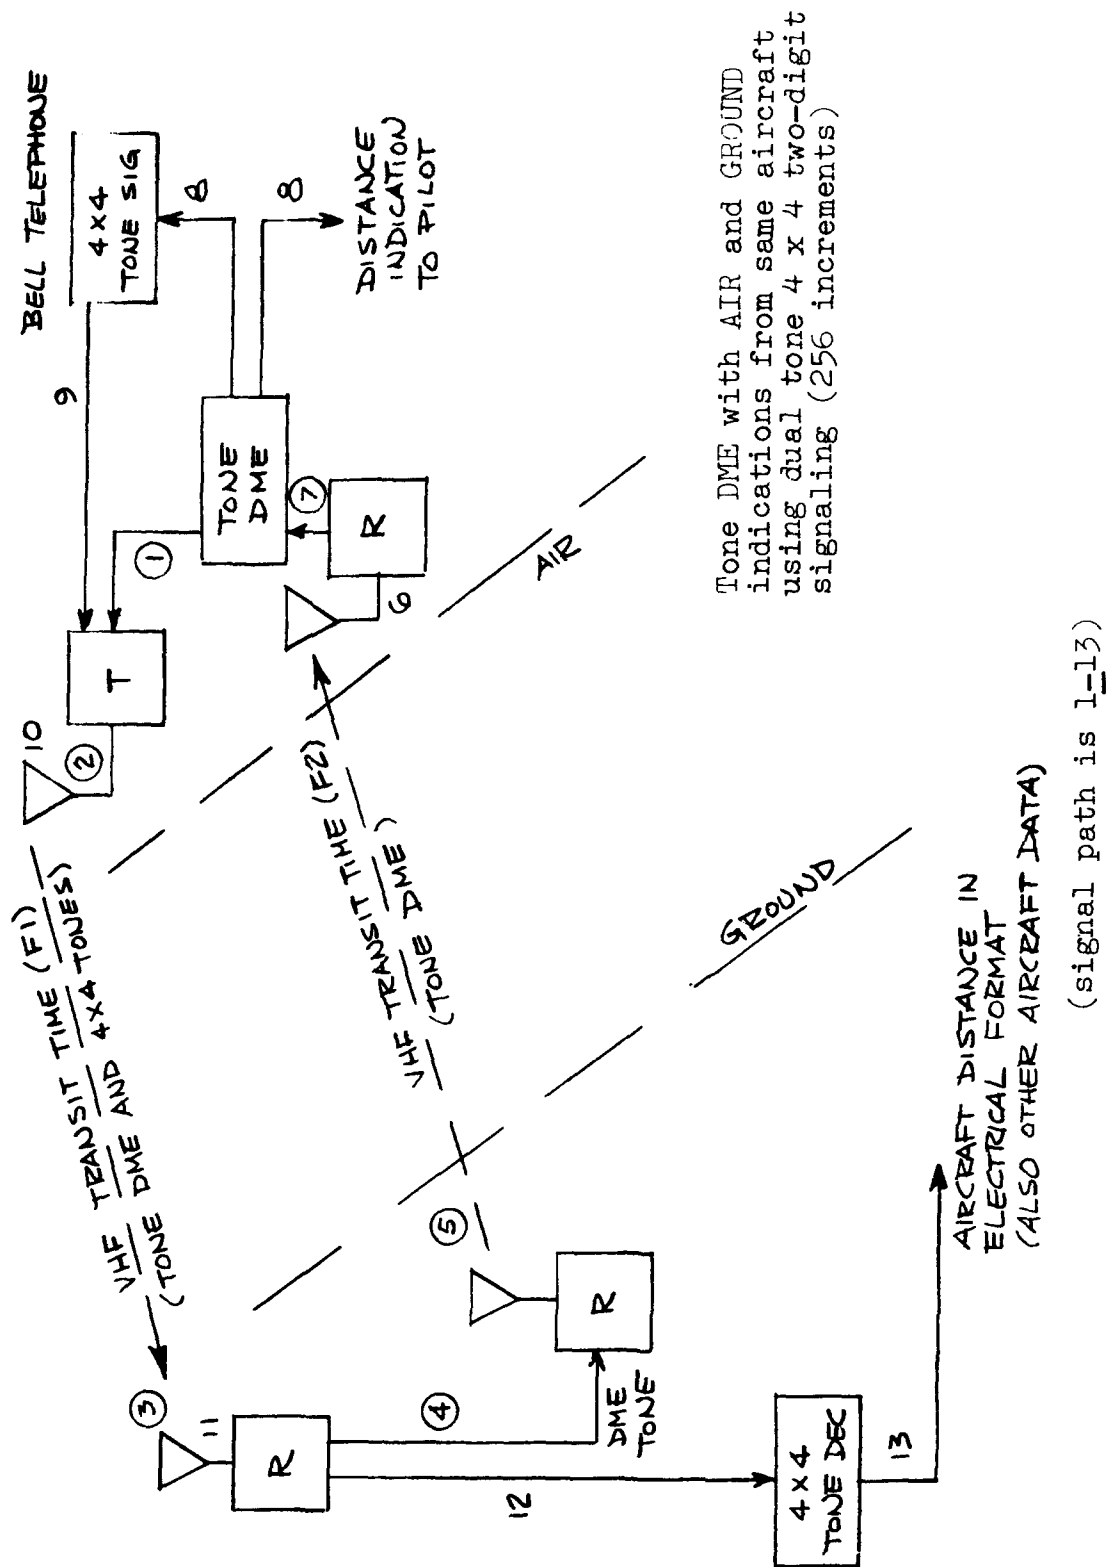 BELL TELEPHONE
4 x 4
TONE SIG
9
8
8
DISTANCE
INDICATION
TO PILOT
TONE
DME
1
7
R
6
T
10
2
AIR
VHF TRANSIT TIME (F1)
(TONE DME AND 4x4 TONES)
VHF TRANSIT TIME (F2)
(TONE DME)
GROUND
3
11
R
4
5
R
DME
TONE
12
4 x 4
TONE DEC
13
AIRCRAFT DISTANCE IN
ELECTRICAL FORMAT
(ALSO OTHER AIRCRAFT DATA)
Tone DME with AIR and GROUND
indications from same aircraft
using dual tone 4 x 4 two-digit
signaling (256 increments)
(signal path is 1-13)